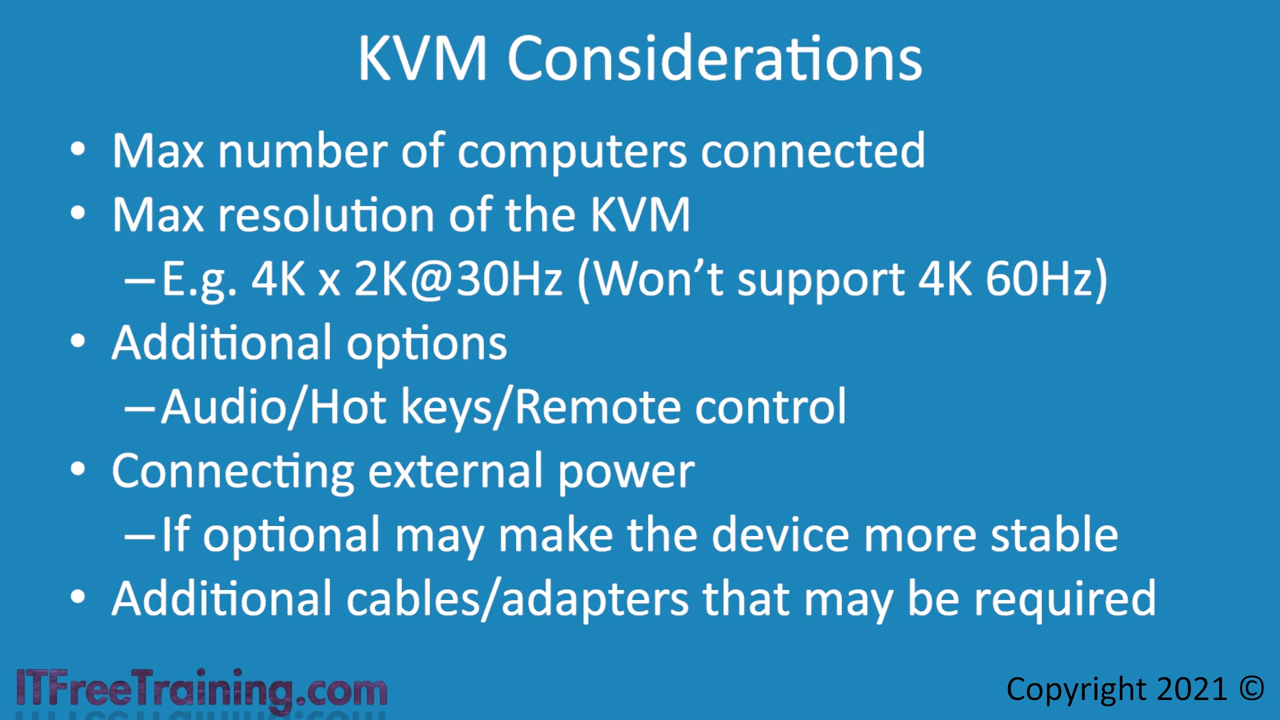 KVM Considerations
• Max number of computers connected
• Max resolution of the KVM
–E.g. 4K x 2K@30Hz (Won’t support 4K 60Hz)
• Additional options
–Audio/Hot keys/Remote control
• Connecting external power
–If optional may make the device more stable
• Additional cables/adapters that may be required
ITFreeTraining.com
Copyright 2021 ©